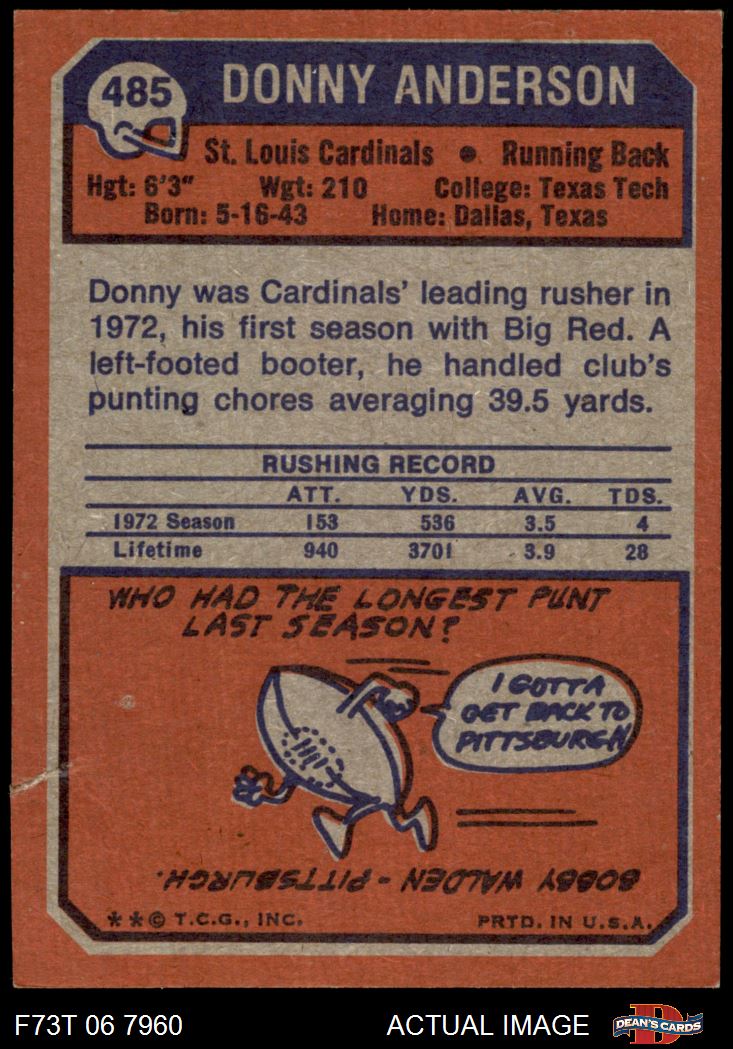 485
DONNY ANDERSON
St. Louis Cardinals • Running Back
Hgt: 6'3" Wgt: 210 College: Texas Tech
Born: 5-16-43 Home: Dallas, Texas
Donny was Cardinals' leading rusher in
1972, his first season with Big Red. A
left-footed booter, he handled club's
punting chores averaging 39.5 yards.
RUSHING RECORD
ATT. YDS. AVG. TDS.
1972 Season 153 536 3.5 4
Lifetime 940 3701 3.9 28
WHO HAD THE LONGEST PUNT
LAST SEASON?
I GOTTA
GET BACK TO
PITTSBURGH
BOBBY WALDEN - PITTSBURGH.
* * © T.C.G., INC. PRTD. IN U.S.A.
F73T 06 7960 ACTUAL IMAGE
D
DEAN'S CARDS